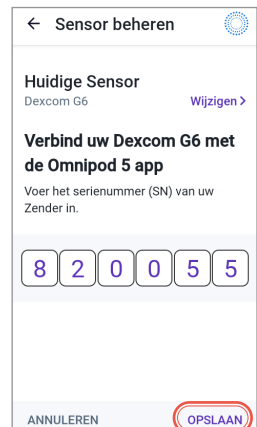 Sensor beheren
Huidige Sensor
Dexcom G6
Wijzigen
Verbind uw Dexcom G6 met
de Omnipod 5 app
Voer het serienummer (SN) van uw
Zender in.
8 2 0 0 5 5
ANNULEREN OPSLAAN